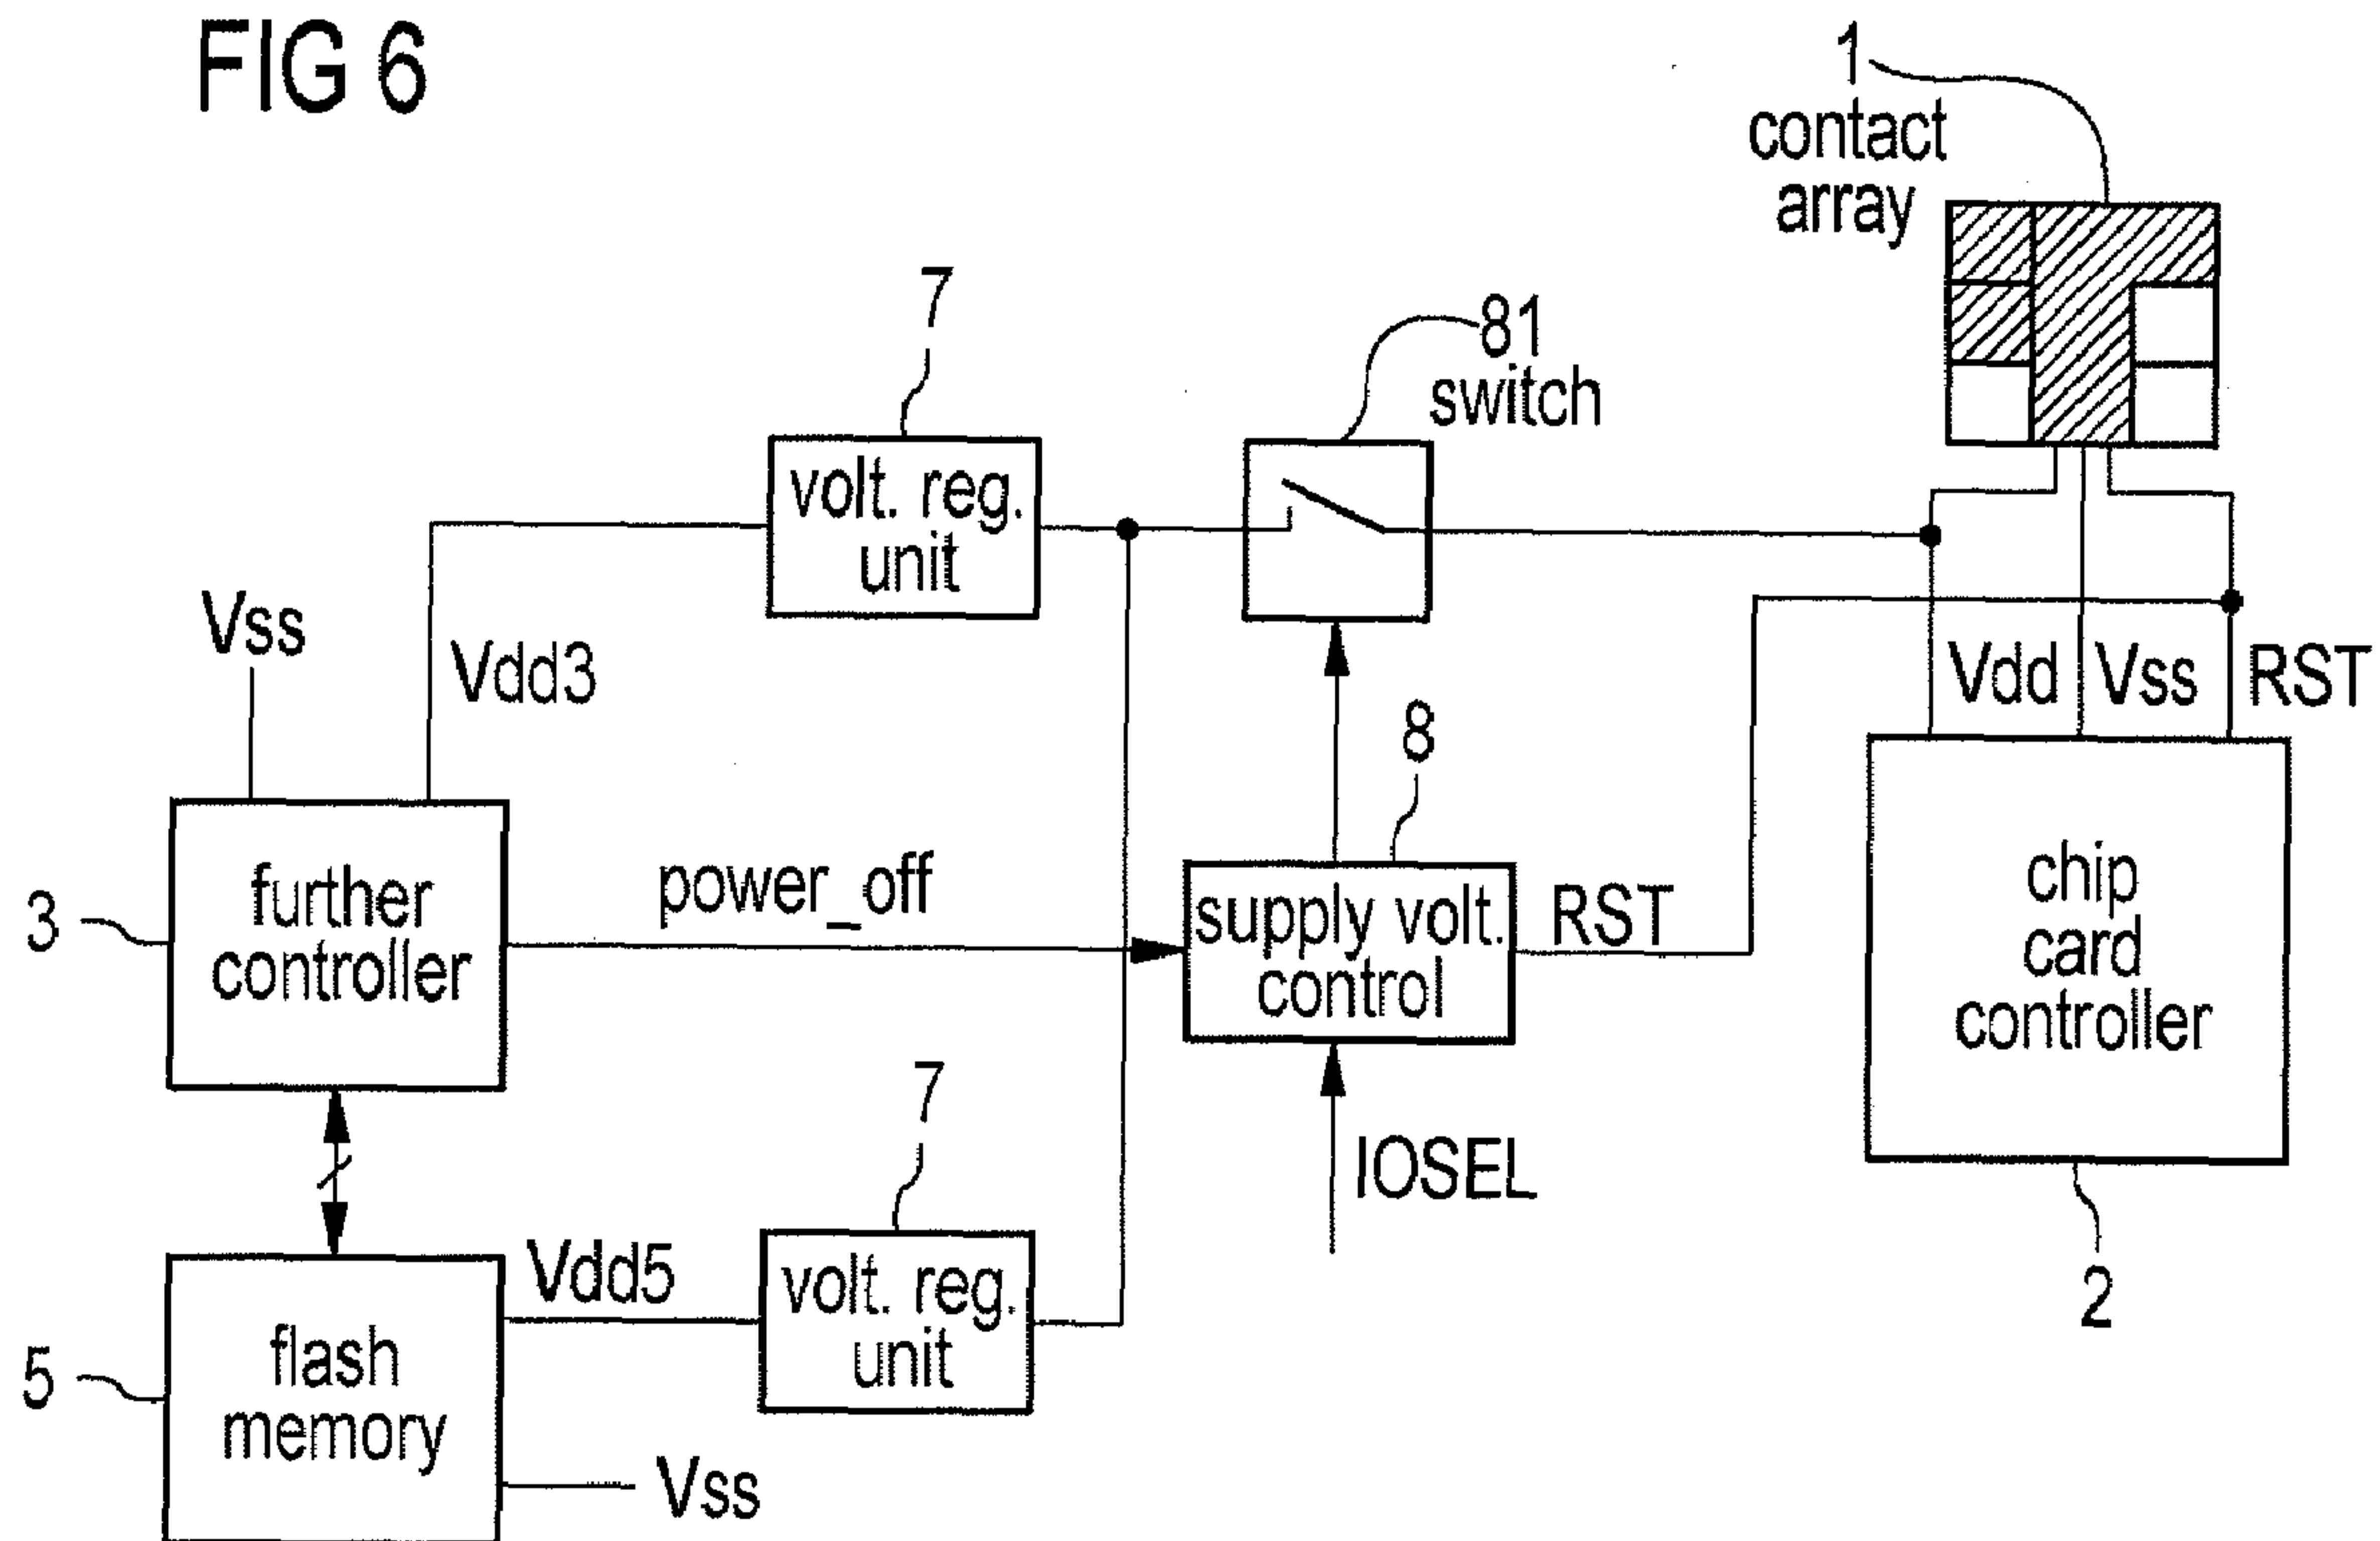 FIG 6
1
contact
array
7
81
switch
volt. reg.
unit
Vss
Vdd3
Vdd
Vss
RST
8
3
further
controller
power_off
supply volt.
control
RST
chip
card
controller
7
IOSEL
2
5
flash
memory
Vdd5
volt. reg.
unit
Vss